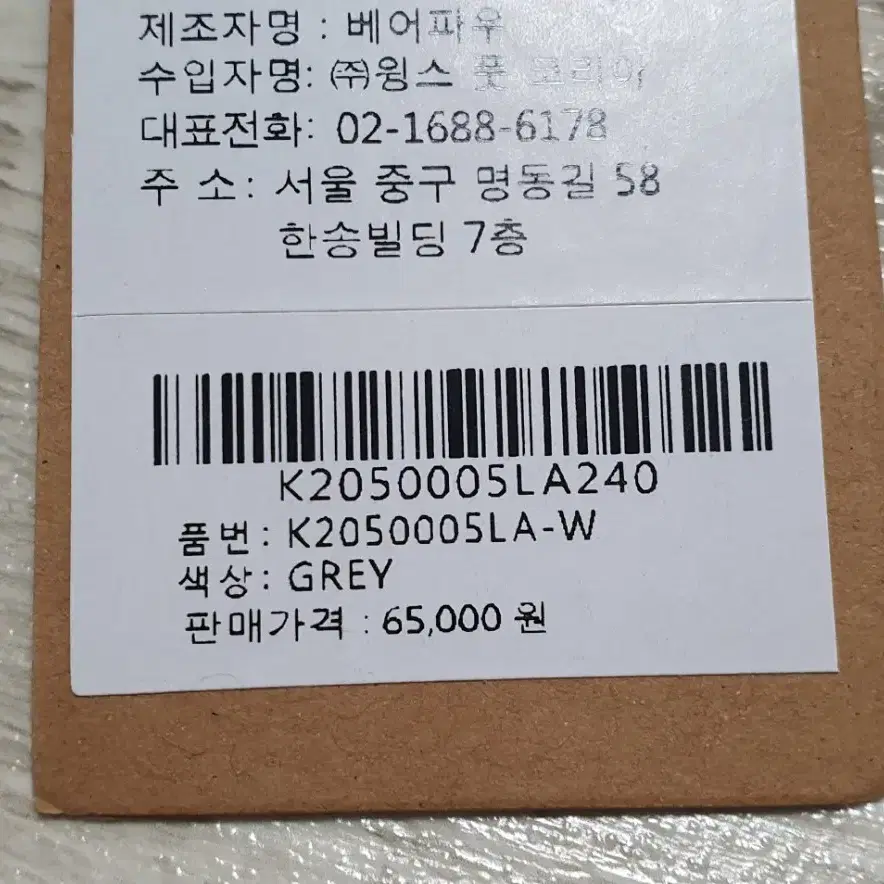 제조자명 : 베어파우
수입자명: ㈜윙스 풋 코리아
대표전화: 02-1688-6178
주 소: 서울 중구 명동길 58
한송빌딩 7층
K2050005LA240
품번: K2050005LA-W
색상: GREY
판매가격 : 65,000 원